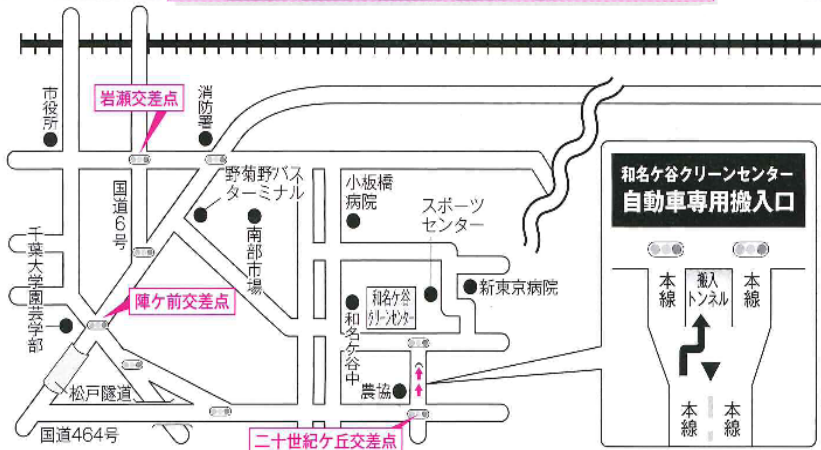 市役所
岩瀬交差点
消防署
国道6号
野菊野バス
ターミナル
南部市場
小板橋
病院
スポーツ
センター
新東京病院
千葉大学園芸学部
陣ケ前交差点
和名ケ谷
クリーンセンター
和名ケ谷中
農協
松戸隧道
国道464号
二十世紀ケ丘交差点
和名ケ谷クリーンセンター
自動車専用搬入口
本線
搬入
トンネル
本線
本線
本線